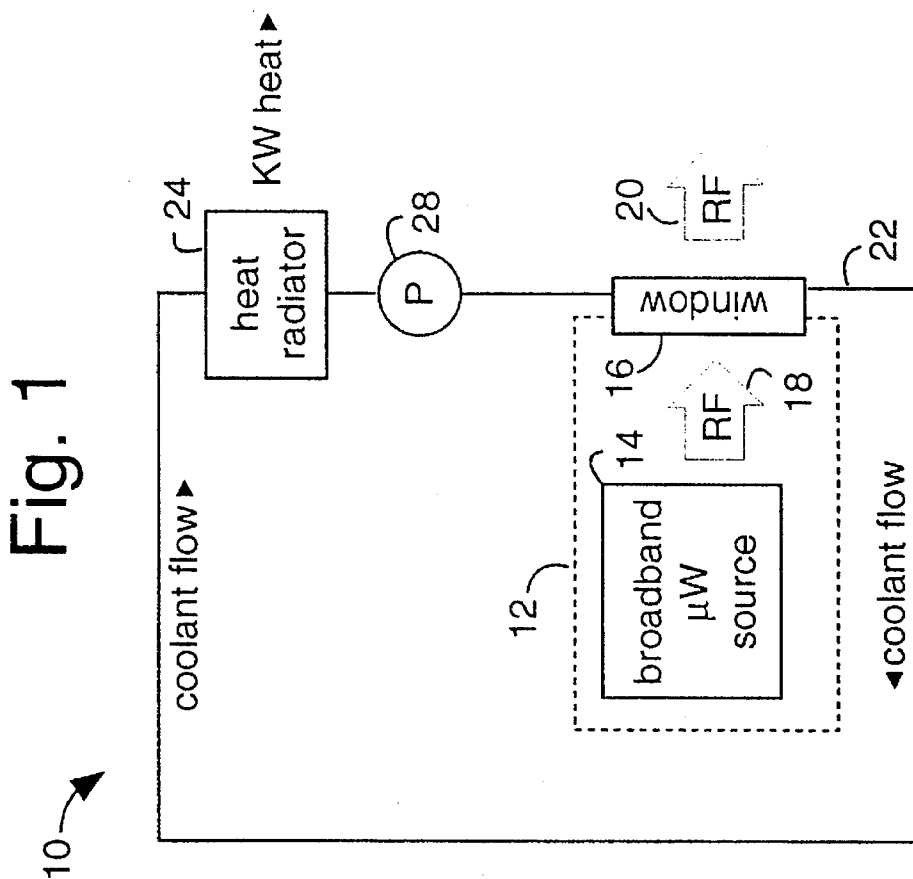 Fig. 1
10
coolant flow
24
heat
radiator
KW heat
28
P
12
14
broadband
µW
source
RF
18
16
window
20
RF
22
coolant flow